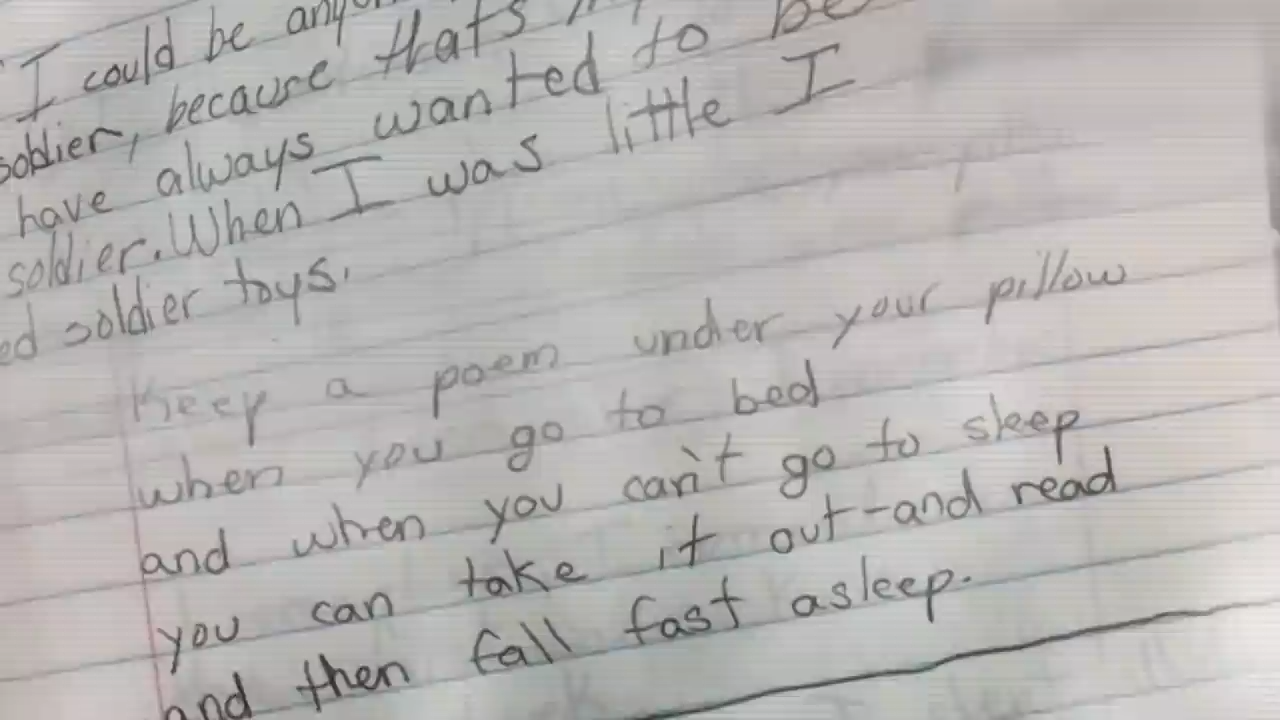 I could be
soldier, because thats
have always wanted to be
soldier. When I was little I
soldier toys.
Keep a poem under your pillow
when you go to bed
and when you can't go to sleep
you can take it out-and read
and then fall fast asleep.